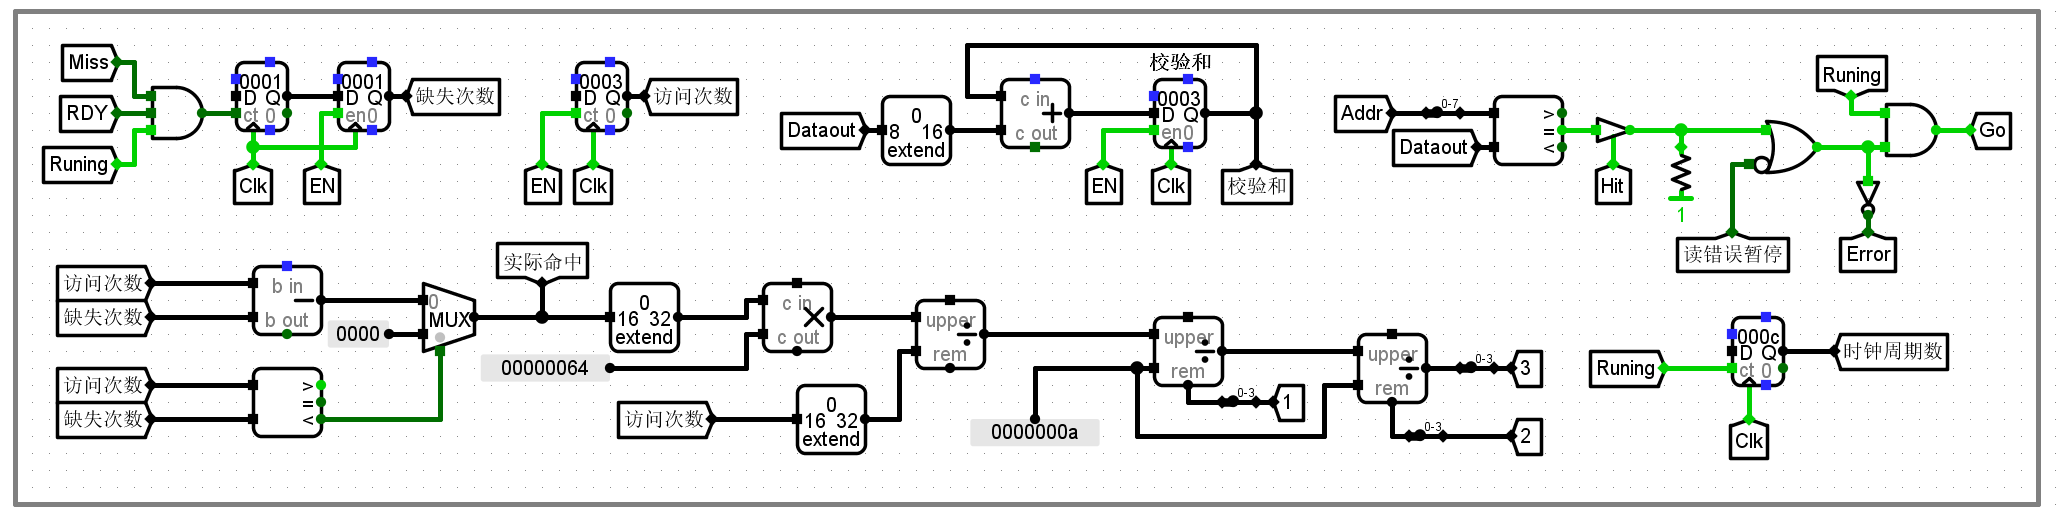 Miss
RDY
Runing
0001
D Q
ct 0
Clk
0001
D Q
en0
EN
缺失次数
0003
D Q
ct 0
EN
Clk
访问次数
Dataout
0
8 16
extend
c in
+
c out
校验和
0003
D Q
en0
EN
Clk
校验和
Addr
0-7
Dataout
>
=
<
Hit
1
读错误暂停
Runing
Go
Error
访问次数
缺失次数
b in
b out
0000
0
MUX
实际命中
访问次数
缺失次数
>
=
<
0
16 32
extend
00000064
c in
c out
访问次数
0
16 32
extend
upper
rem
0000000a
upper
rem
0-3
1
upper
rem
0-3
3
0-3
2
Runing
000c
D Q
ct 0
Clk
时钟周期数